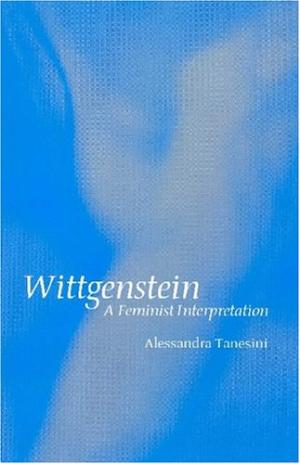 Wittgenstein
A Feminist Interpretation
Alessandra Tanesini